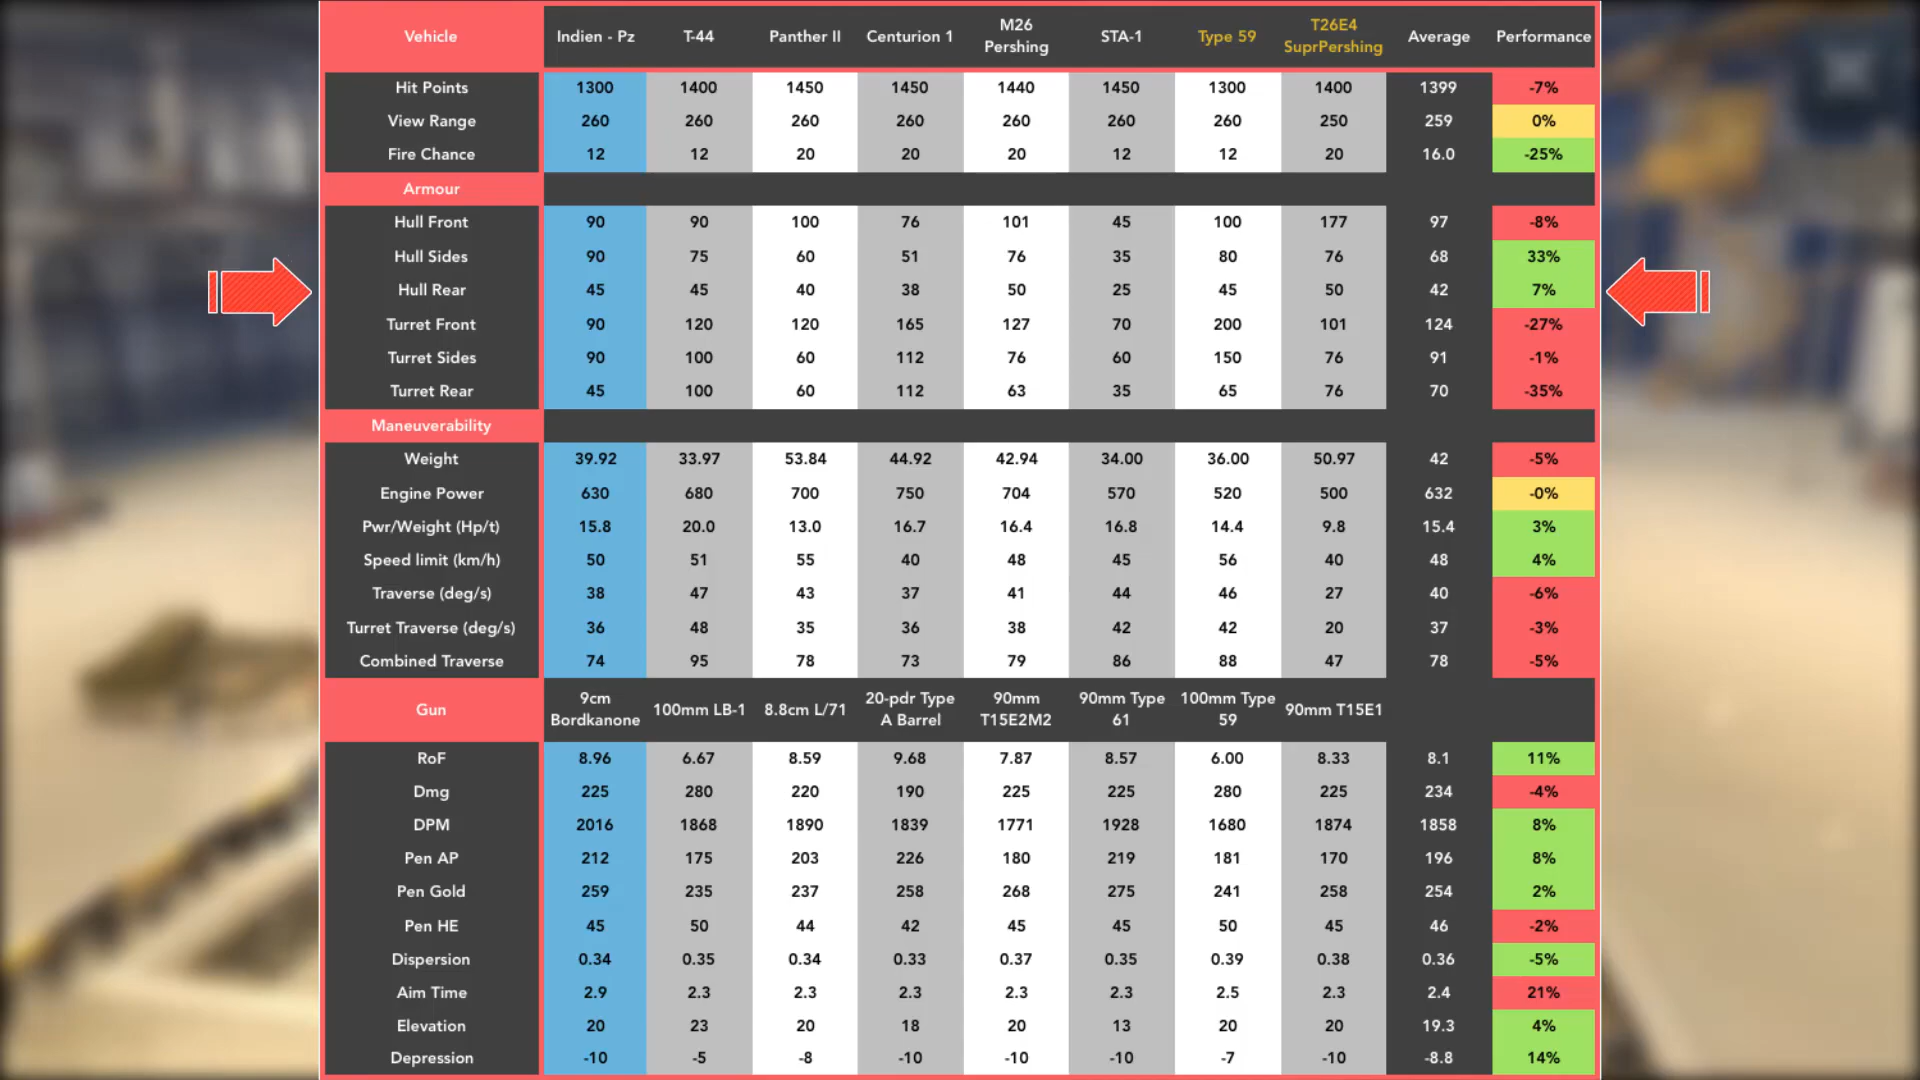 Vehicle Indien - Pz T-44 Panther II Centurion 1 M26 Pershing STA-1 Type 59 T26E4 SuprPershing Average Performance
Hit Points 1300 1400 1450 1450 1440 1450 1300 1400 1399 -7%
View Range 260 260 260 260 260 260 260 250 259 0%
Fire Chance 12 12 20 20 20 12 12 20 16.0 -25%
Armour
Hull Front 90 90 100 76 101 45 100 177 97 -8%
Hull Sides 90 75 60 51 76 35 80 76 68 33%
Hull Rear 45 45 40 38 50 25 45 50 42 7%
Turret Front 90 120 120 165 127 70 200 101 124 -27%
Turret Sides 90 100 60 112 76 60 150 76 91 -1%
Turret Rear 45 100 60 112 63 35 65 76 70 -35%
Maneuverability
Weight 39.92 33.97 53.84 44.92 42.94 34.00 36.00 50.97 42 -5%
Engine Power 630 680 700 750 704 570 520 500 632 -0%
Pwr/Weight (Hp/t) 15.8 20.0 13.0 16.7 16.4 16.8 14.4 9.8 15.4 3%
Speed limit (km/h) 50 51 55 40 48 45 56 40 48 4%
Traverse (deg/s) 38 47 43 37 41 44 46 27 40 -6%
Turret Traverse (deg/s) 36 48 35 36 38 42 42 20 37 -3%
Combined Traverse 74 95 78 73 79 86 88 47 78 -5%
Gun 9cm Bordkanone 100mm LB-1 8.8cm L/71 20-pdr Type A Barrel 90mm T15E2M2 90mm Type 61 100mm Type 59 90mm T15E1
RoF 8.96 6.67 8.59 9.68 7.87 8.57 6.00 8.33 8.1 11%
Dmg 225 280 220 190 225 225 280 225 234 -4%
DPM 2016 1868 1890 1839 1771 1928 1680 1874 1858 8%
Pen AP 212 175 203 226 180 219 181 170 196 8%
Pen Gold 259 235 237 258 268 275 241 258 254 2%
Pen HE 45 50 44 42 45 45 50 45 46 -2%
Dispersion 0.34 0.35 0.34 0.33 0.37 0.35 0.39 0.38 0.36 -5%
Aim Time 2.9 2.3 2.3 2.3 2.3 2.3 2.5 2.3 2.4 21%
Elevation 20 23 20 18 20 13 20 20 19.3 4%
Depression -10 -5 -8 -10 -10 -10 -7 -10 -8.8 14%